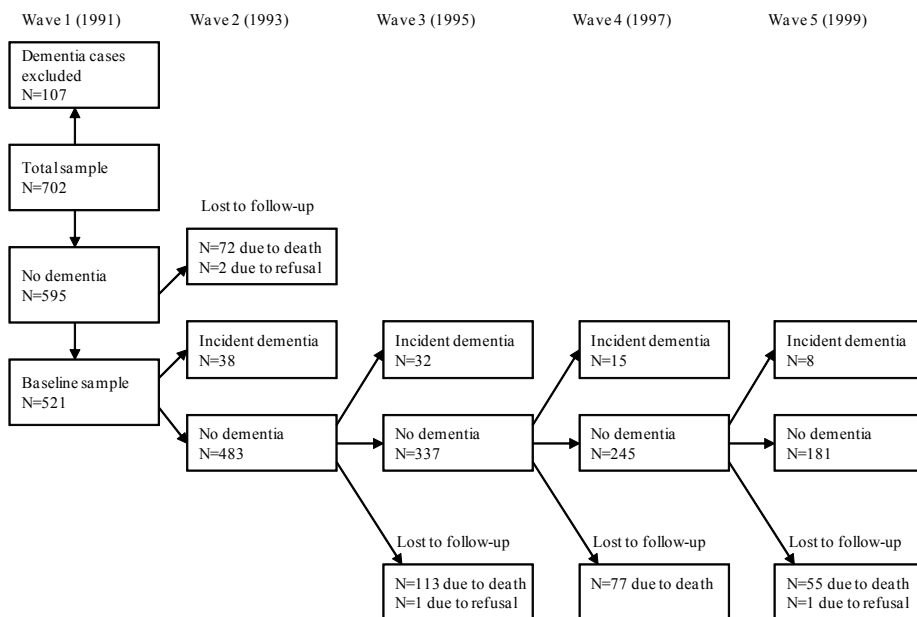 Wave 1 (1991)
Wave 2 (1993)
Wave 3 (1995)
Wave 4 (1997)
Wave 5 (1999)
Dementia cases
excluded
N=107
Total sample
N=702
Lost to follow-up
N=72 due to death
N=2 due to refusal
No dementia
N=595
Incident dementia
N=38
Incident dementia
N=32
Incident dementia
N=15
Incident dementia
N=8
Baseline sample
N=521
No dementia
N=483
No dementia
N=337
No dementia
N=245
No dementia
N=181
Lost to follow-up
N=113 due to death
N=1 due to refusal
Lost to follow-up
N=77 due to death
Lost to follow-up
N=55 due to death
N=1 due to refusal